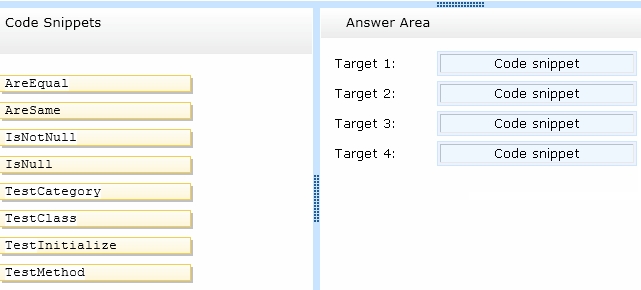 Code Snippets
AreEqual
AreSame
IsNotNull
IsNull
TestCategory
TestClass
TestInitialize
TestMethod
Answer Area
Target 1: Code snippet
Target 2: Code snippet
Target 3: Code snippet
Target 4: Code snippet